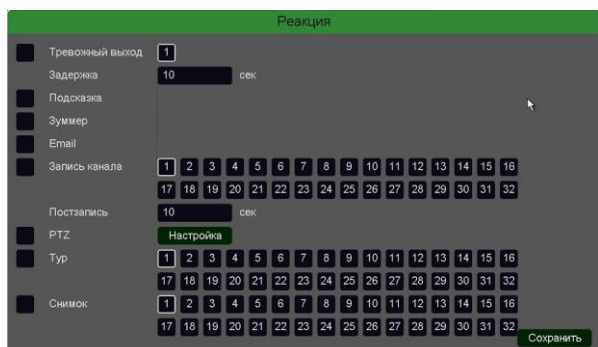 Реакция
Тревожный выход 1
Задержка 10 сек
Подсказка
Зуммер
Email
Запись канала 1 2 3 4 5 6 7 8 9 10 11 12 13 14 15 16
17 18 19 20 21 22 23 24 25 26 27 28 29 30 31 32
Постзапись 10 сек
PTZ Настройка
Тур 1 2 3 4 5 6 7 8 9 10 11 12 13 14 15 16
17 18 19 20 21 22 23 24 25 26 27 28 29 30 31 32
Снимок 1 2 3 4 5 6 7 8 9 10 11 12 13 14 15 16
17 18 19 20 21 22 23 24 25 26 27 28 29 30 31 32
Сохранить